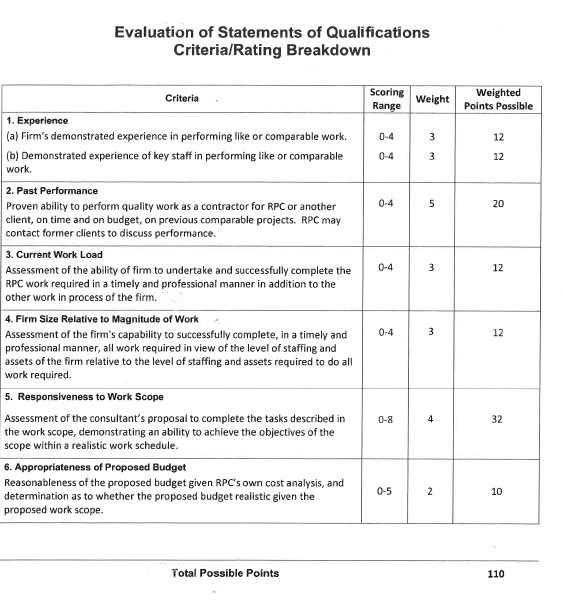 Evaluation of Statements of Qualifications
Criteria/Rating Breakdown
Criteria Scoring Range Weight Weighted Points Possible
1. Experience
(a) Firm's demonstrated experience in performing like or comparable work. 0-4 3 12
(b) Demonstrated experience of key staff in performing like or comparable 0-4 3 12
work.
2. Past Performance
Proven ability to perform quality work as a contractor for RPC or another 0-4 5 20
client, on time and on budget, on previous comparable projects. RPC may
contact former clients to discuss performance.
3. Current Work Load
Assessment of the ability of firm to undertake and successfully complete the 0-4 3 12
RPC work required in a timely and professional manner in addition to the
other work in process of the firm.
4. Firm Size Relative to Magnitude of Work
Assessment of the firm's capability to successfully complete, in a timely and 0-4 3 12
professional manner, all work required in view of the level of staffing and
assets of the firm relative to the level of staffing and assets required to do all
work required.
5. Responsiveness to Work Scope
Assessment of the consultant's proposal to complete the tasks described in 0-8 4 32
the work scope, demonstrating an ability to achieve the objectives of the
scope within a realistic work schedule.
6. Appropriateness of Proposed Budget
Reasonableness of the proposed budget given RPC's own cost analysis, and
determination as to whether the proposed budget realistic given the 0-5 2 10
proposed work scope.
Total Possible Points 110